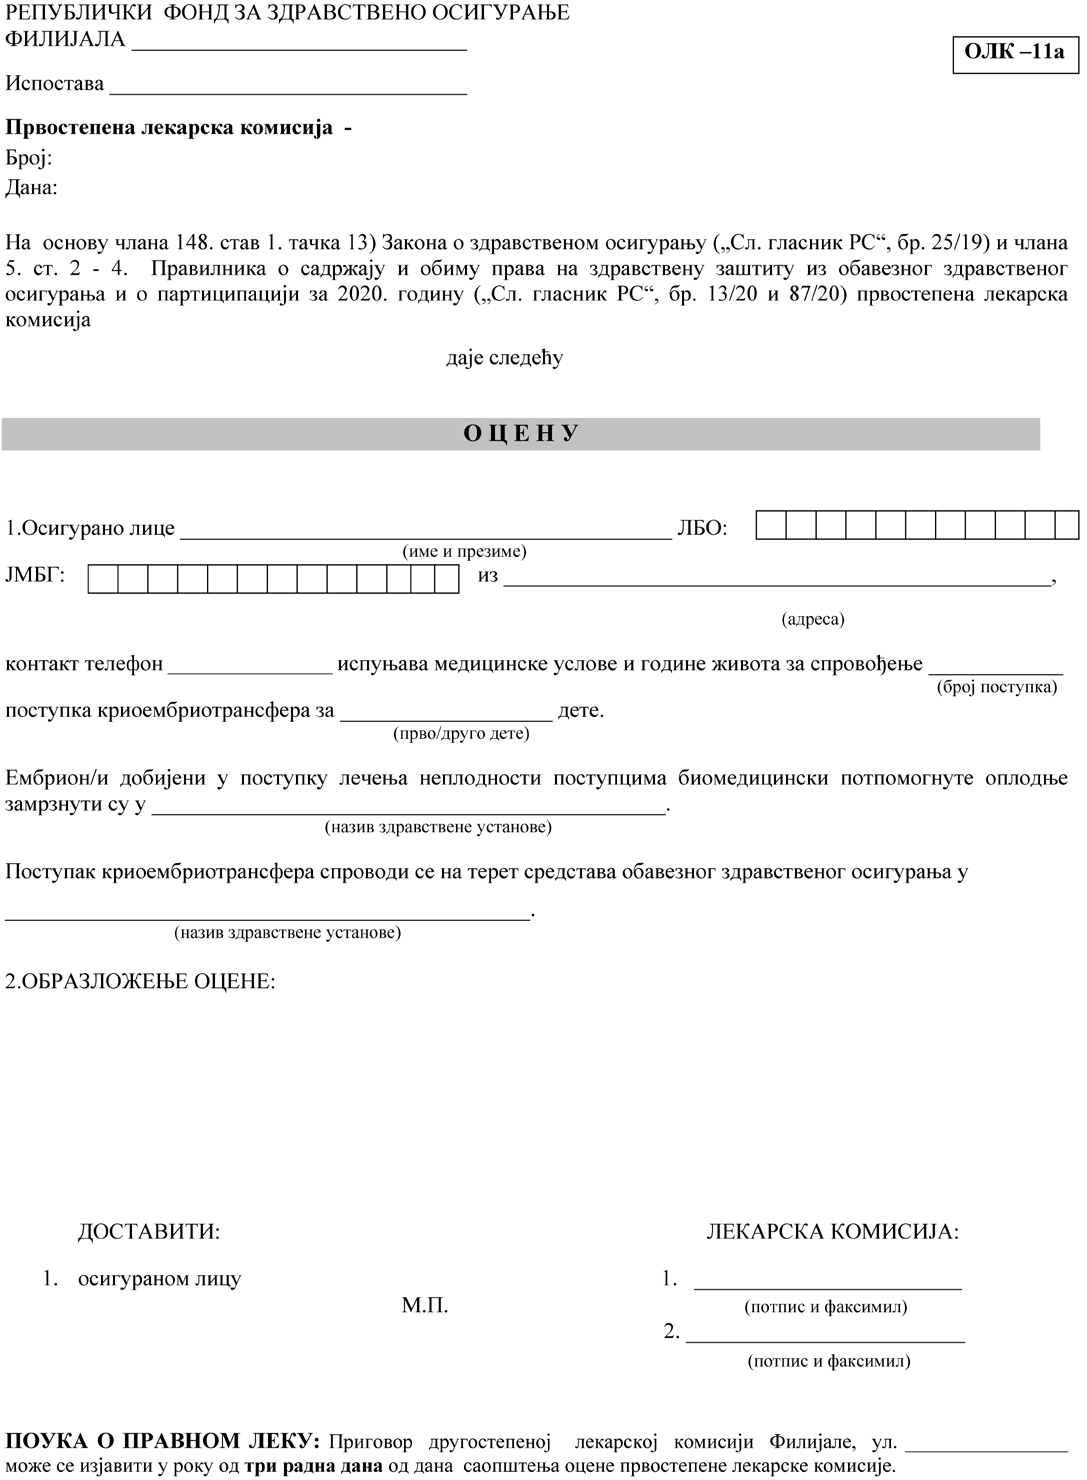 РЕПУБЛИЧКИ ФОНД ЗА ЗДРАВСТВЕНО ОСИГУРАЊЕ
ФИЛИЈАЛА ______________________________
ОЛК –11а
Испостава ________________________________
Првостепена лекарска комисија -
Број:
Дана:
На основу члана 148. став 1. тачка 13) Закона о здравственом осигурању („Сл. гласник РС“, бр. 25/19) и члана
5. ст. 2 - 4. Правилника о садржају и обиму права на здравствену заштиту из обавезног здравственог
осигурања и о партиципацији за 2020. годину („Сл. гласник РС“, бр. 13/20 и 87/20) првостепена лекарска
комисија
даје следећу
О Ц Е Н У
1.Осигурано лице ____________________________________________ ЛБО:
(име и презиме)
ЈМБГ: из _________________________________________________,
(адреса)
контакт телефон _______________ испуњава медицинске услове и године живота за спровођење ____________
(број поступка)
поступка криоембриотрансфера за ___________________ дете.
(прво/друго дете)
Ембрион/и добијени у поступку лечења неплодности поступцима биомедицински потпомогнуте оплодње
замрзнути су у ______________________________________________.
(назив здравствене установе)
Поступак криоембриотрансфера спроводи се на терет средстава обавезног здравственог осигурања у
_______________________________________________.
(назив здравствене установе)
2.ОБРАЗЛОЖЕЊЕ ОЦЕНЕ:
ДОСТАВИТИ: ЛЕКАРСКА КОМИСИЈА:
1. осигураном лицу 1. ________________________
М.П. (потпис и факсимил)
2. _________________________
(потпис и факсимил)
ПОУКА О ПРАВНОМ ЛЕКУ: Приговор другостепеној лекарској комисији Филијале, ул. ________________
може се изјавити у року од три радна дана од дана саопштења оцене првостепене лекарске комисије.